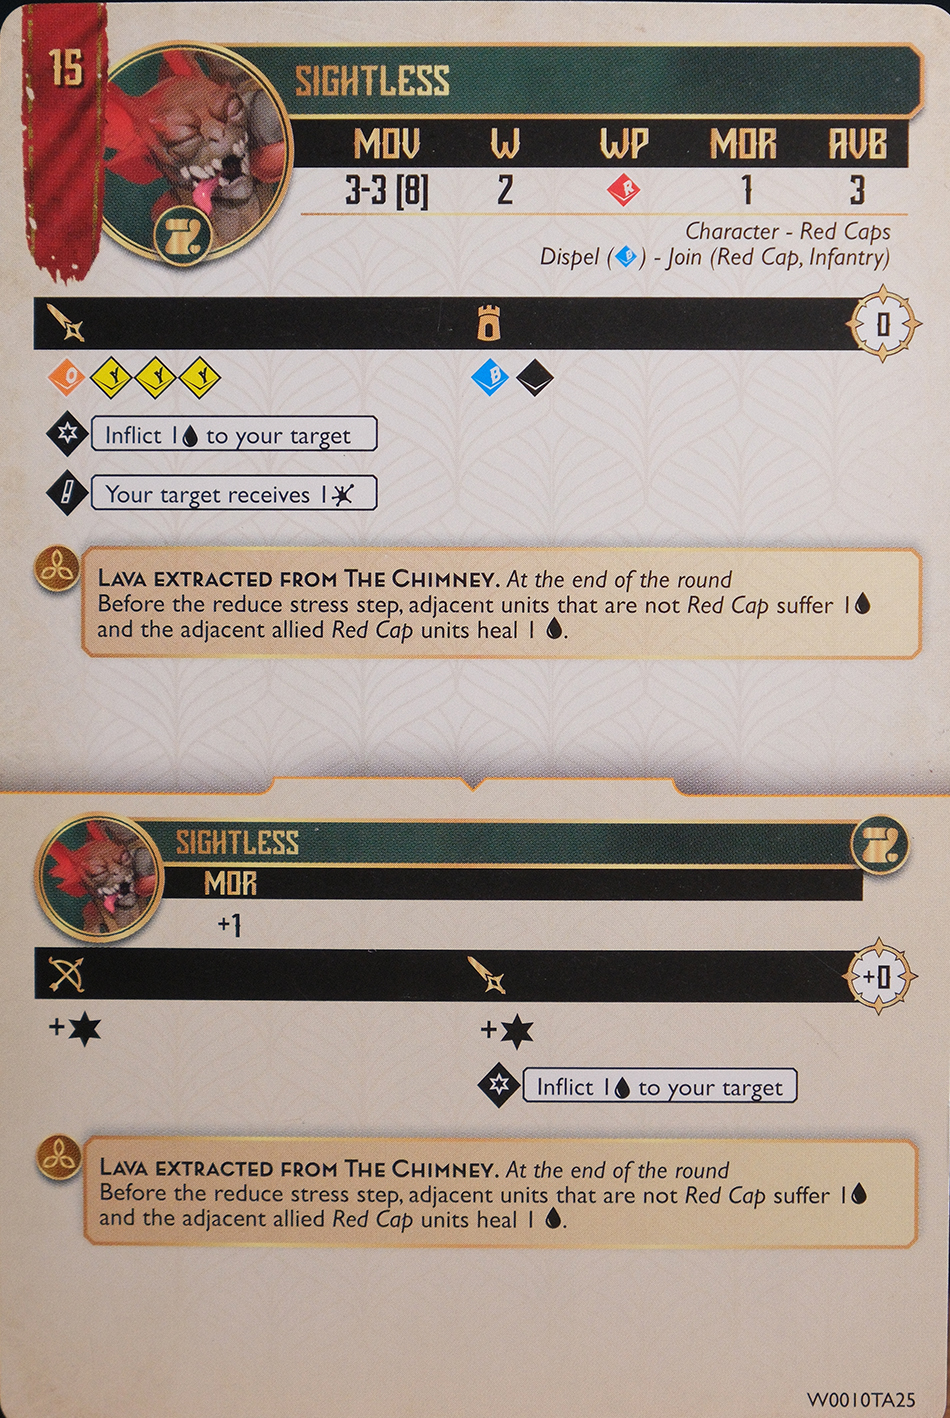 15
SIGHTLESS
MOV W WP MOR AVB
3-3 [8] 2 R 1 3
Character - Red Caps
Dispel (B) - Join (Red Cap, Infantry)
0
O Y Y Y B
Inflict 1 to your target
Your target receives 1
LAVA EXTRACTED FROM THE CHIMNEY. At the end of the round
Before the reduce stress step, adjacent units that are not Red Cap suffer 1
and the adjacent allied Red Cap units heal 1 .
SIGHTLESS
MOR
+1
+0
+ +
Inflict 1 to your target
LAVA EXTRACTED FROM THE CHIMNEY. At the end of the round
Before the reduce stress step, adjacent units that are not Red Cap suffer 1
and the adjacent allied Red Cap units heal 1 .
W0010TA25